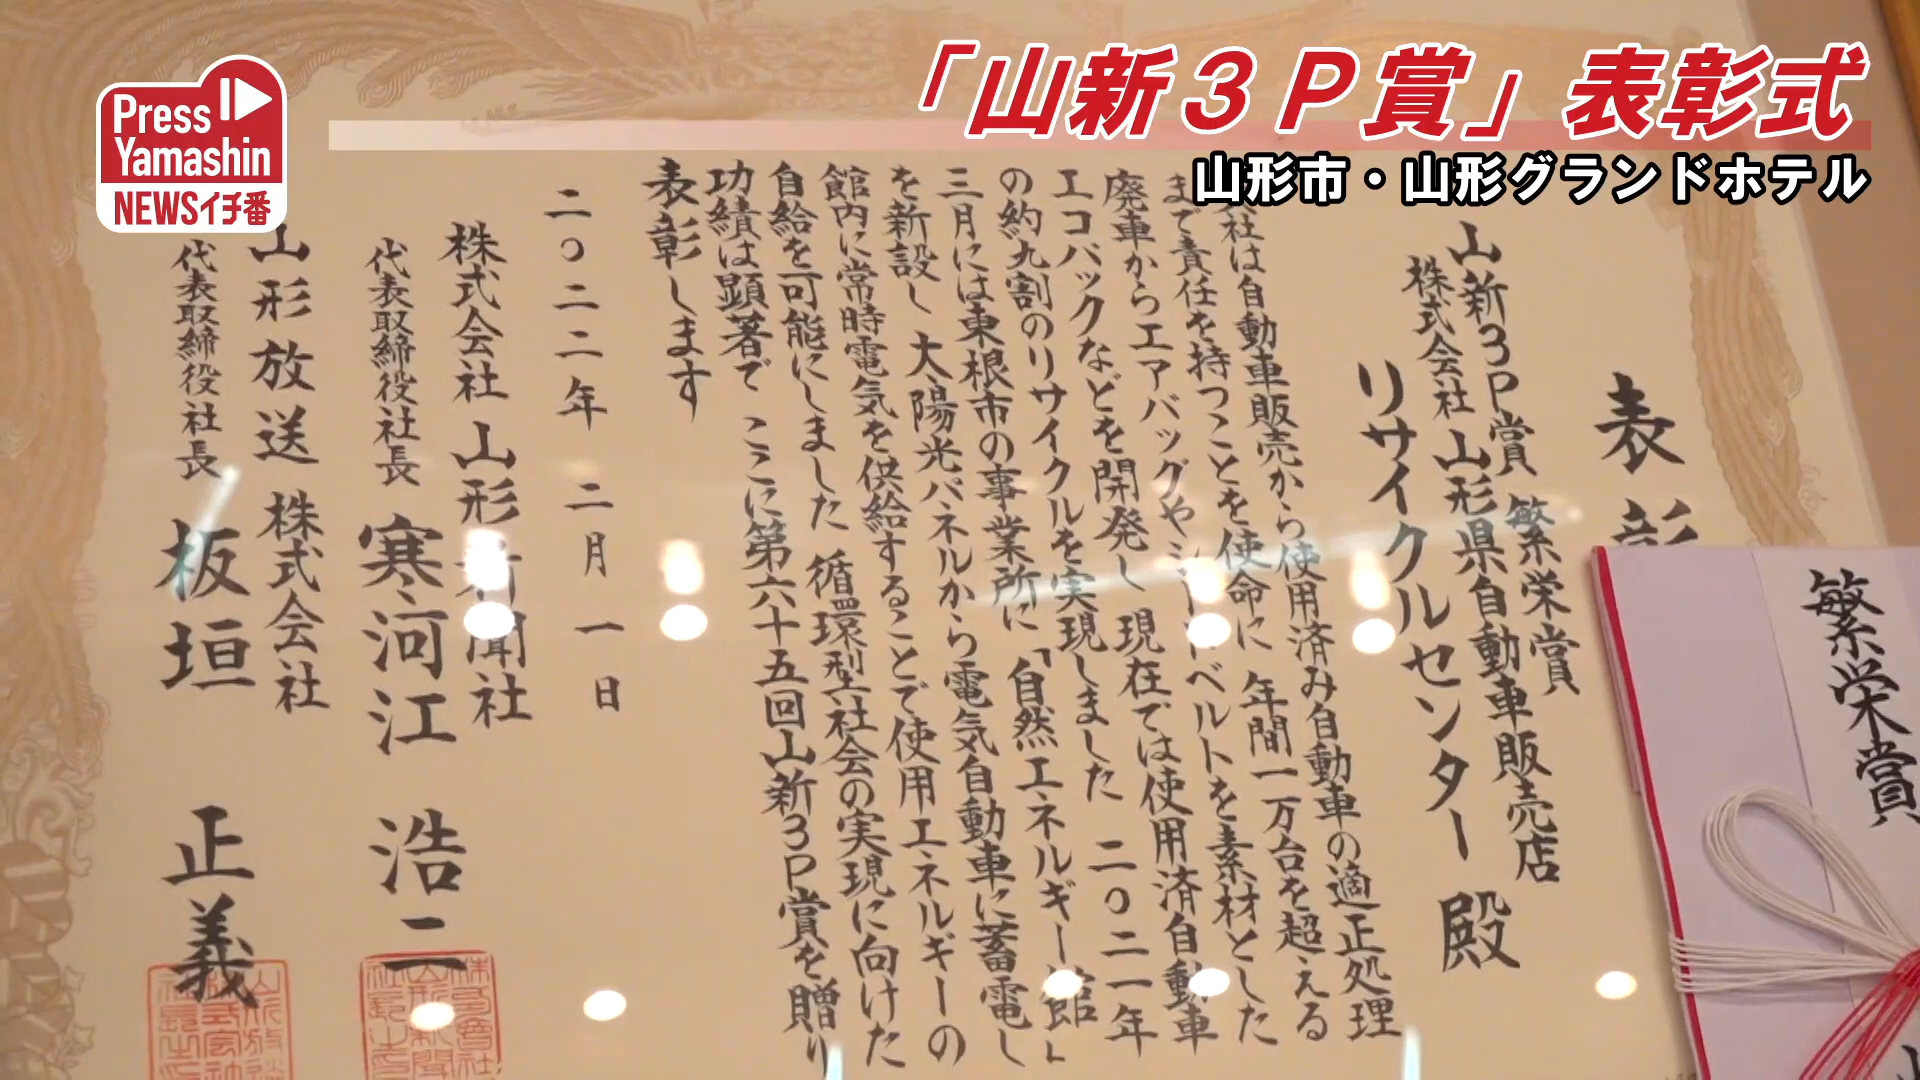 「山新３Ｐ賞」表彰式
山形市・山形グランドホテル
Press
Yamashin
NEWSイチ番
表彰
山新3P賞 繁栄賞
株式会社 山形県自動車販売店
リサイクルセンター 殿
社は自動車販売から使用済み自動車の適正処理
まで責任を持つことを使命に 年間一万台を超える
廃車からエアバッグやシートベルトを素材とした
エコバックなどを開発し 現在では使用済自動車
の約九割のリサイクルを実現しました 二〇二一年
三月には東根市の事業所に「自然エネルギー館」
を新設し 太陽光パネルから電気自動車に蓄電し
館内に常時電気を供給することで使用エネルギーの
自給を可能にしました 循環型社会の実現に向けた
功績は顕著で ここに第六十五回山新3P賞を贈り
表彰します
二〇二二年 二月 一日
株式会社 山形新聞社
代表取締役社長 寒河江 浩二
山形放送 株式会社
代表取締役社長 板垣 正義
繁栄賞